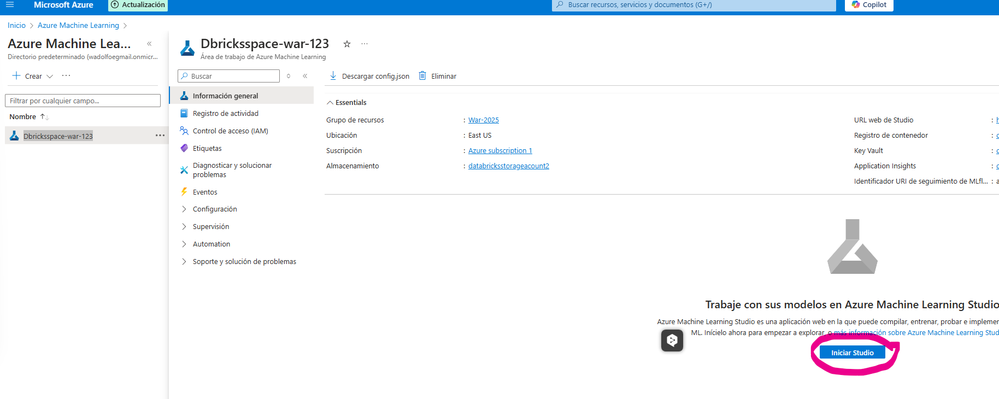 Microsoft Azure
Actualización
Buscar recursos, servicios y documentos (G+/)
Copilot
Inicio > Azure Machine Learning >
Azure Machine Lea...
Directorio predeterminado (wadolfoegmail.onmicr...
Crear
Filtrar por cualquier campo...
Nombre
Dbricksspace-war-123
Dbricksspace-war-123
Área de trabajo de Azure Machine Learning
Buscar
Información general
Registro de actividad
Control de acceso (IAM)
Etiquetas
Diagnosticar y solucionar
problemas
Eventos
Configuración
Supervisión
Automation
Soporte y solución de problemas
Descargar config.json
Eliminar
Essentials
Grupo de recursos : War-2025
Ubicación : East US
Suscripción : Azure subscription 1
Almacenamiento : databricksstorageacount2
URL web de Studio :
Registro de contenedor :
Key Vault :
Application Insights :
Identificador URI de seguimiento de MLfl... :
Trabaje con sus modelos en Azure Machine Learning Studio
Azure Machine Learning Studio es una aplicación web en la que puede compilar, entrenar, probar e implemen
ML. Inícielo ahora para empezar a explorar, o más información sobre Azure Machine Learning Stud
Iniciar Studio